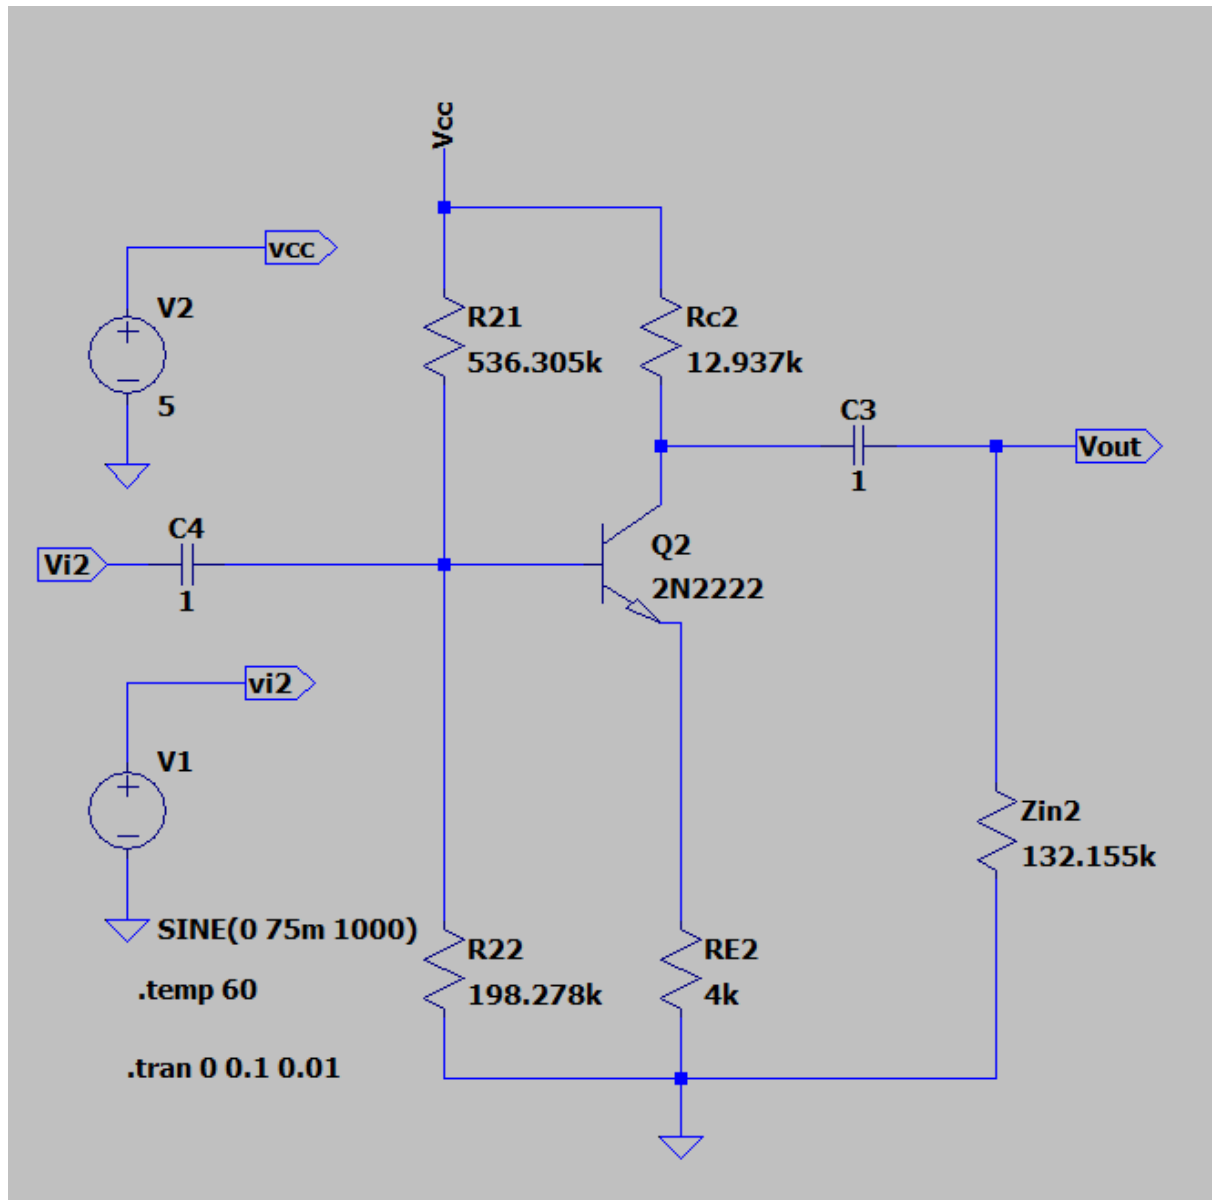 Vcc
vcc
V2
5
R21
536.305k
Rc2
12.937k
C3
1
Vout
C4
1
Vi2
Q2
2N2222
vi2
V1
SINE(0 75m 1000)
Zin2
132.155k
R22
198.278k
RE2
4k
.temp 60
.tran 0 0.1 0.01